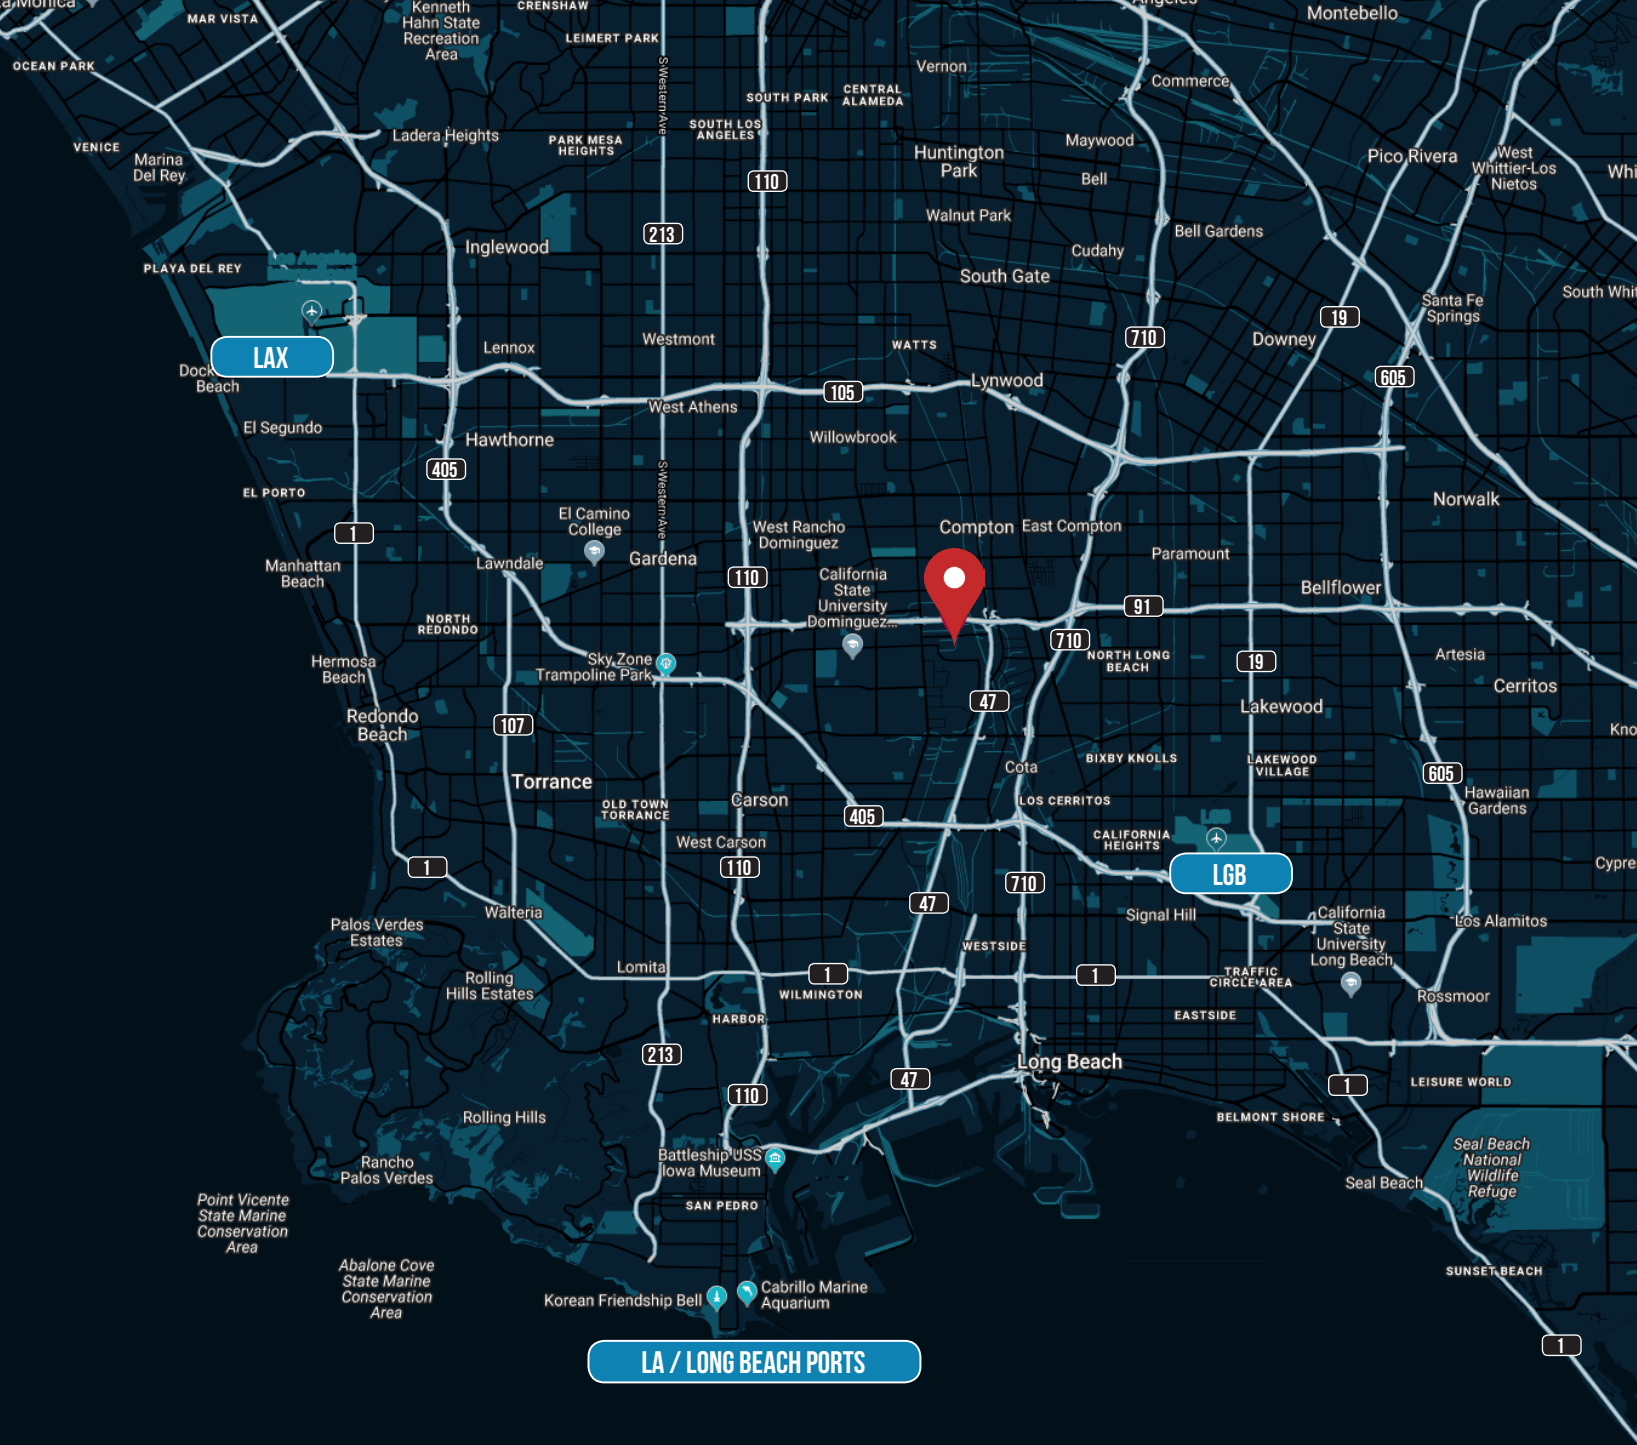 Kenneth
Hahn State
Recreation
Area
MAR VISTA
CRENSHAW
LEIMERT PARK
Montebello
OCEAN PARK
Vernon
Commerce
S Western Ave
SOUTH PARK
CENTRAL
ALAMEDA
SOUTH LOS
ANGELES
Ladera Heights
PARK MESA
HEIGHTS
VENICE
Marina
Del Rey
Maywood
Huntington
Park
Bell
Pico Rivera
West
Whittier-Los
Nietos
Whi
110
Walnut Park
213
Bell Gardens
Inglewood
Cudahy
South Gate
PLAYA DEL REY
Los Angeles
South Whit
Santa Fe
Springs
19
710
Downey
Westmont
WATTS
Lennox
LAX
Dock
Beach
605
Lynwood
105
West Athens
El Segundo
Hawthorne
Willowbrook
405
S Western Ave
EL PORTO
Norwalk
El Camino
College
West Rancho
Dominguez
Compton
East Compton
1
Gardena
Paramount
Lawndale
Manhattan
Beach
110
California
State
University
Dominguez...
Bellflower
91
NORTH
REDONDO
710
NORTH LONG
BEACH
19
Artesia
Hermosa
Beach
Sky Zone
Trampoline Park
Cerritos
47
Lakewood
Redondo
Beach
107
Kno
Cota
BIXBY KNOLLS
LAKEWOOD
VILLAGE
605
Torrance
Hawaiian
Gardens
OLD TOWN
TORRANCE
Carson
LOS CERRITOS
405
LGB
West Carson
CALIFORNIA
HEIGHTS
Cypre
1
110
710
LGB
47
Walteria
Signal Hill
California
State
University
Long Beach
Los Alamitos
Palos Verdes
Estates
WESTSIDE
Lomita
1
1
TRAFFIC
CIRCLE AREA
Rolling
Hills Estates
WILMINGTON
Rossmoor
HARBOR
EASTSIDE
213
Long Beach
47
1
LEISURE WORLD
110
Rolling Hills
BELMONT SHORE
Battleship USS
Iowa Museum
Seal Beach
National
Wildlife
Refuge
Rancho
Palos Verdes
Seal Beach
SAN PEDRO
Point Vicente
State Marine
Conservation
Area
Abalone Cove
State Marine
Conservation
Area
SUNSET BEACH
Korean Friendship Bell
Cabrillo Marine
Aquarium
1
LA / LONG BEACH PORTS